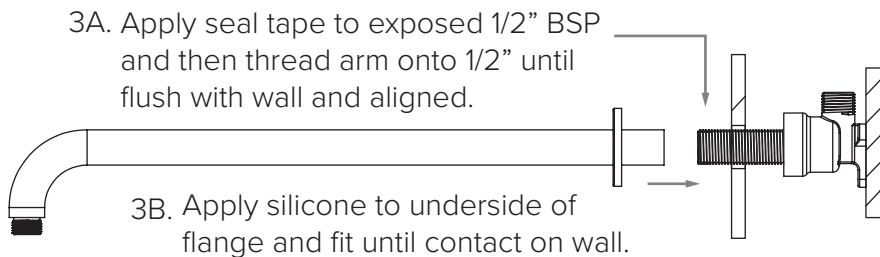 3A. Apply seal tape to exposed 1/2” BSP
and then thread arm onto 1/2” until
flush with wall and aligned.
3B. Apply silicone to underside of
flange and fit until contact on wall.